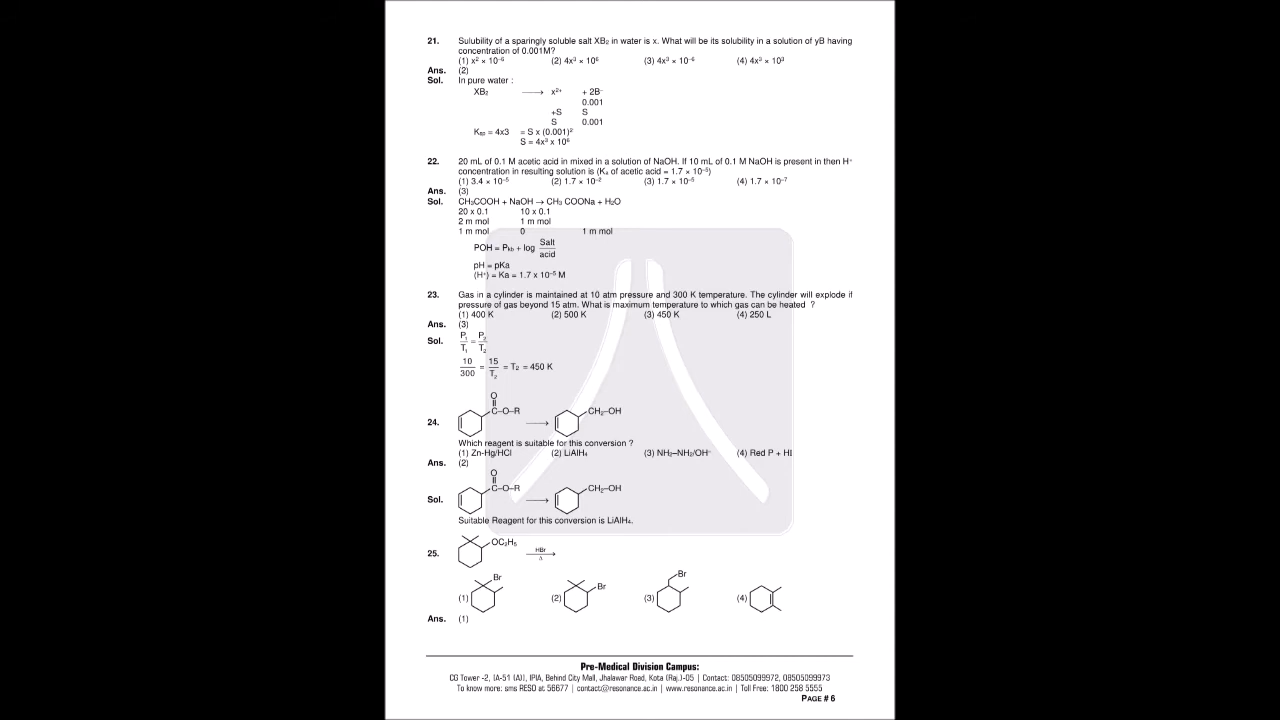 21. Sulubility of a sparingly soluble salt XB₂ in water is x. What will be its solubility in a solution of yB having
concentration of 0.001M?
(1) x² × 10⁻⁶ (2) 4x³ × 10⁶ (3) 4x³ × 10⁻⁶ (4) 4x³ × 10³
Ans. (2)
Sol. In pure water :
XB₂ ⟶ x²⁺ + 2B⁻
0.001
+S S
S 0.001
Kₛₚ = 4x3 = S x (0.001)²
S = 4x³ x 10⁶
22. 20 mL of 0.1 M acetic acid in mixed in a solution of NaOH. If 10 mL of 0.1 M NaOH is present in then H⁺
concentration in resulting solution is (Kₐ of acetic acid = 1.7 × 10⁻⁵)
(1) 3.4 × 10⁻⁵ (2) 1.7 × 10⁻² (3) 1.7 × 10⁻⁵ (4) 1.7 × 10⁻⁷
Ans. (3)
Sol. CH₃COOH + NaOH → CH₃ COONa + H₂O
20 x 0.1 10 x 0.1
2 m mol 1 m mol
1 m mol 0 1 m mol
POH = Pkb + log Salt
acid
pH = pKa
(H⁺) = Ka = 1.7 x 10⁻⁵ M
23. Gas in a cylinder is maintained at 10 atm pressure and 300 K temperature. The cylinder will explode if
pressure of gas beyond 15 atm. What is maximum temperature to which gas can be heated ?
(1) 400 K (2) 500 K (3) 450 K (4) 250 L
Ans. (3)
Sol. P₁ = P₂
T₁ T₂
10 = 15 = T₂ = 450 K
300 T₂
O
C–O–R ⟶ CH₂–OH
24.
Which reagent is suitable for this conversion ?
(1) Zn-Hg/HCl (2) LiAlH₄ (3) NH₂–NH₂/OH⁻ (4) Red P + HI
Ans. (2)
O
C–O–R ⟶ CH₂–OH
Sol.
Suitable Reagent for this conversion is LiAlH₄.
OC₂H₅
25. HBr
Δ
Br
(1) (2) Br (3) Br (4)
Ans. (1)
Pre-Medical Division Campus:
CG Tower -2, [A-51 (A)], IPIA, Behind City Mall, Jhalawar Road, Kota (Raj.)-05 | Contact: 08505099972, 08505099973
To know more: sms RESO at 56677 | contact@resonance.ac.in | www.resonance.ac.in | Toll Free: 1800 258 5555
PAGE # 6